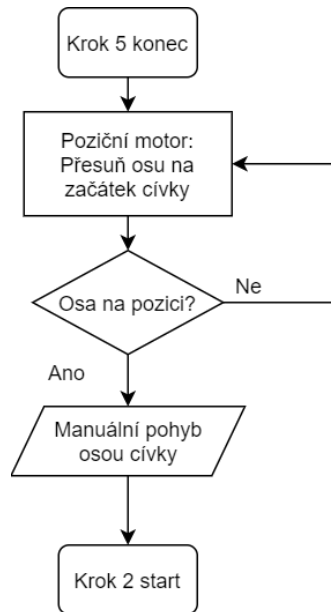 Krok 5 konec
Poziční motor:
Přesuň osu na
začátek cívky
Osa na pozici?
Ne
Ano
Manuální pohyb
osou cívky
Krok 2 start